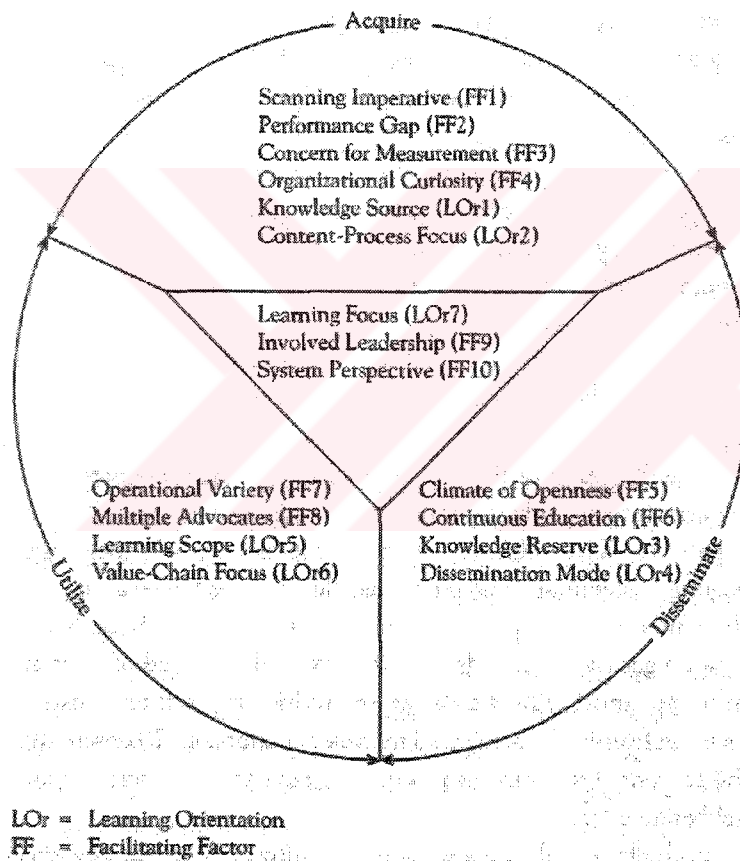 Acquire
Scanning Imperative (FF1)
Performance Gap (FF2)
Concern for Measurement (FF3)
Organizational Curiosity (FF4)
Knowledge Source (LOr1)
Content-Process Focus (LOr2)
Learning Focus (LOr7)
Involved Leadership (FF9)
System Perspective (FF10)
Operational Variety (FF7)
Multiple Advocates (FF8)
Learning Scope (LOr5)
Value-Chain Focus (LOr6)
Climate of Openness (FF5)
Continuous Education (FF6)
Knowledge Reserve (LOr3)
Dissemination Mode (LOr4)
Utilize
Disseminate
LOr = Learning Orientation
FF = Facilitating Factor